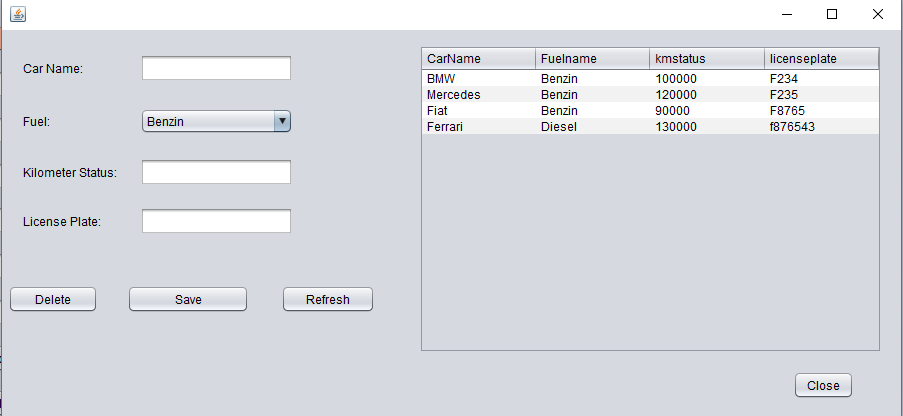 Car Name:
Fuel:
Benzin
Kilometer Status:
License Plate:
Delete Save Refresh
CarName Fuelname kmstatus licenseplate
BMW Benzin 100000 F234
Mercedes Benzin 120000 F235
Fiat Benzin 90000 F8765
Ferrari Diesel 130000 f876543
Close